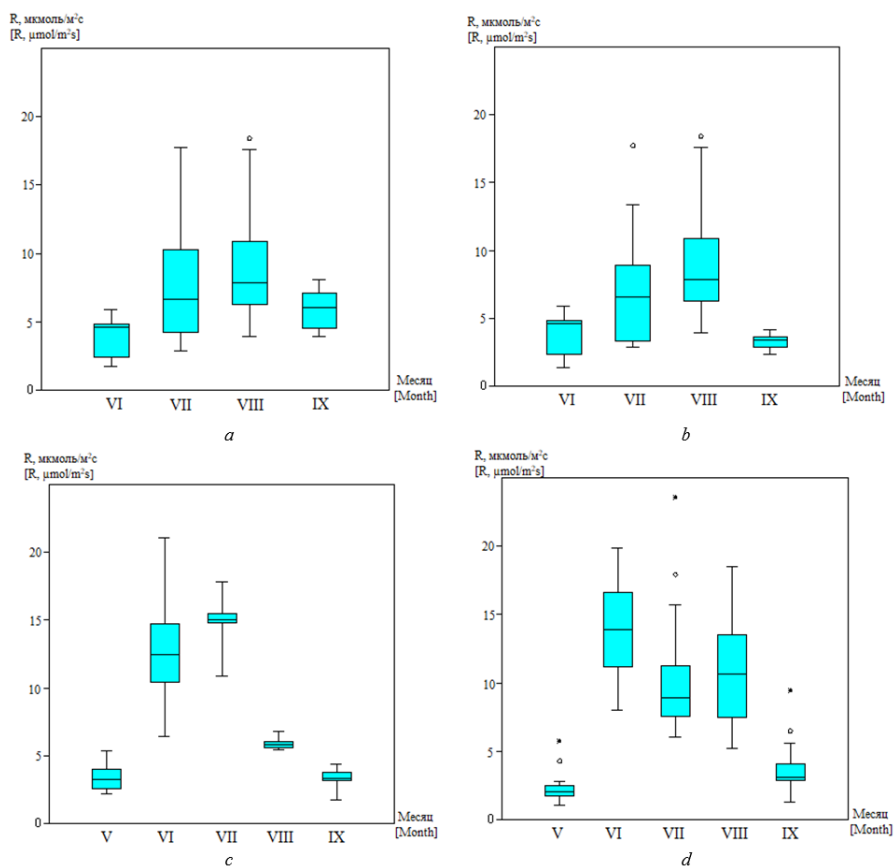 R, мкмоль/м²с
[R, µmol/m²s]
20
15
10
5
0
Месяц
[Month]
VI VII VIII IX
a
R, мкмоль/м²с
[R, µmol/m²s]
20
15
10
5
0
Месяц
[Month]
VI VII VIII IX
b
R, мкмоль/м²с
[R, µmol/m²s]
20
15
10
5
0
Месяц
[Month]
V VI VII VIII IX
c
R, мкмоль/м²с
[R, µmol/m²s]
20
15
10
5
0
Месяц
[Month]
V VI VII VIII IX
d